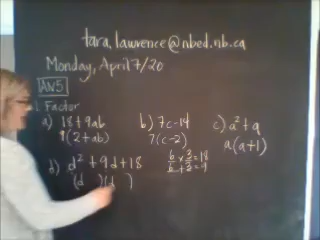 tara.lawrence@nbed.nb.ca
Monday, April 7/20
AN5
1. Factor
a) 18 + 9ab
9(2 + ab)
b) 7c - 14
7(c - 2)
c) a² + a
a(a + 1)
d) d² + 9d + 18
(d )(d )
6 × 3 = 18
6 + 3 = 9